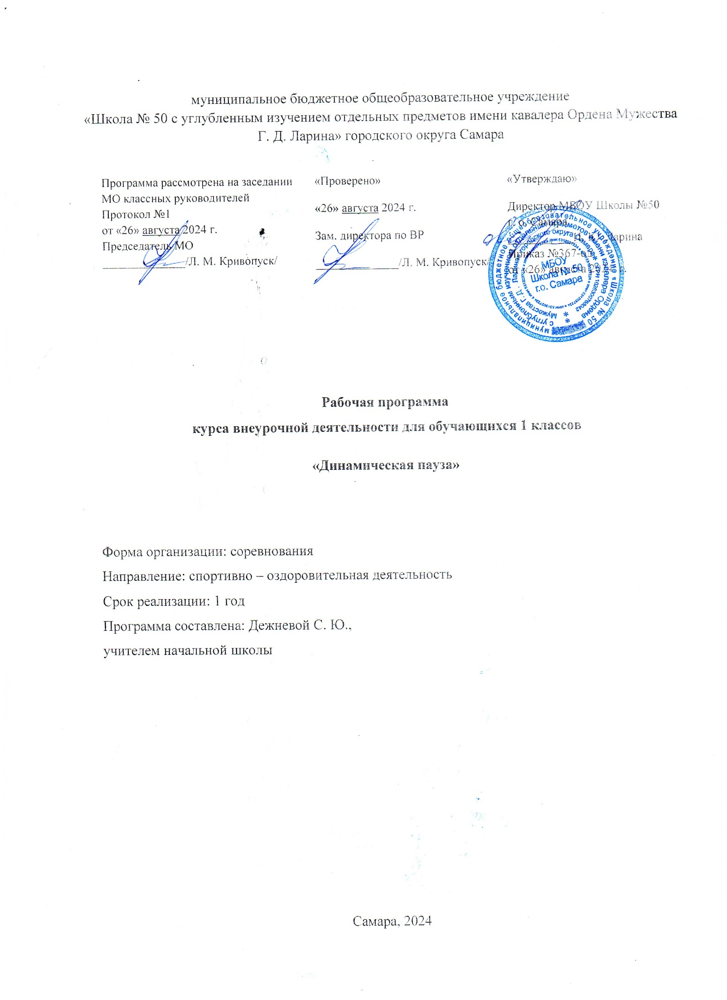 муниципальное бюджетное общеобразовательное учреждение
«Школа № 50 с углубленным изучением отдельных предметов имени кавалера Ордена Мужества
Г. Д. Ларина» городского округа Самара
Программа рассмотрена на заседании
МО классных руководителей
Протокол №1
от «26» августа 2024 г.
Председатель МО
/Л. М. Кривопуск/
«Проверено»
«26» августа 2024 г.
Зам. директора по ВР
/Л. М. Кривопуск/
«Утверждаю»
Директор МБОУ Школы №50
г. о. Самара
Ларина
Приказ №367-од
от «26» августа 2024 г.
муниципальное бюджетное общеобразовательное учреждение «Школа № 50
с углубленным изучением отдельных предметов имени кавалера Ордена
Мужества Г. Д. Ларина» городского округа Самара
МБОУ
Школа № 50
г.о. Самара
Рабочая программа
курса внеурочной деятельности для обучающихся 1 классов
«Динамическая пауза»
Форма организации: соревнования
Направление: спортивно – оздоровительная деятельность
Срок реализации: 1 год
Программа составлена: Дежневой С. Ю.,
учителем начальной школы
Самара, 2024